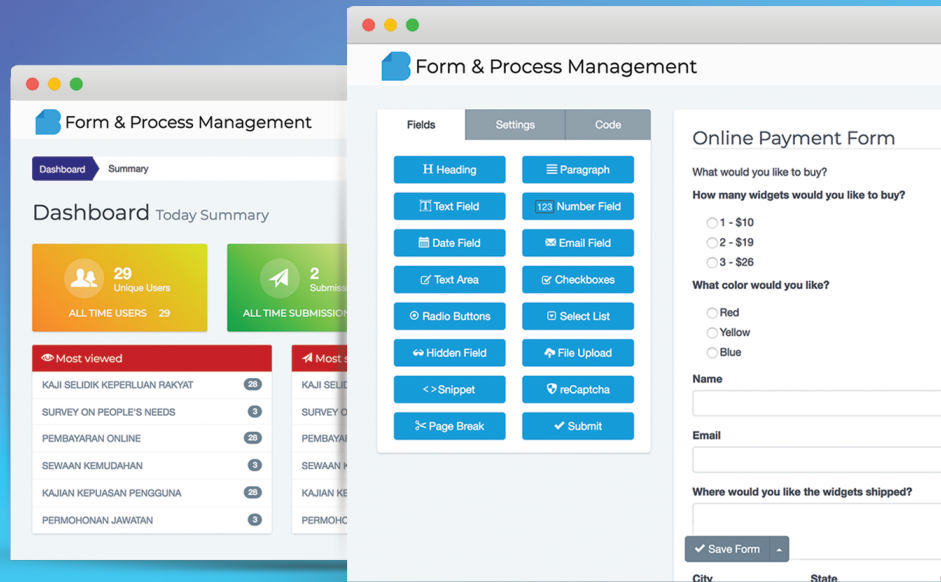 Form & Process Management
Dashboard
Summary
Dashboard Today Summary
29
Unique Users
ALL TIME USERS 29
2
ALL TIME
Most viewed
KAJI SELIDIK KEPERLUAN RAKYAT 28
SURVEY ON PEOPLE'S NEEDS 3
PEMBAYARAN ONLINE 28
SEWAAN KEMUDAHAN 3
KAJIAN KEPUASAN PENGGUNA 28
PERMOHONAN JAWATAN 3
Most
KAJI
SURVEY
SEWAAN
KAJIAN
Form & Process Management
Fields
Settings
Code
H Heading
Paragraph
T Text Field
123 Number Field
Date Field
Email Field
Text Area
Checkboxes
Radio Buttons
Select List
Hidden Field
File Upload
<>Snippet
reCaptcha
Page Break
Submit
Online Payment Form
What would you like to buy?
How many widgets would you like to buy?
1 - $10
2 - $19
3 - $26
What color would you like?
Red
Yellow
Blue
Name
Email
Where would you like the widgets shipped?
Save Form
City
State